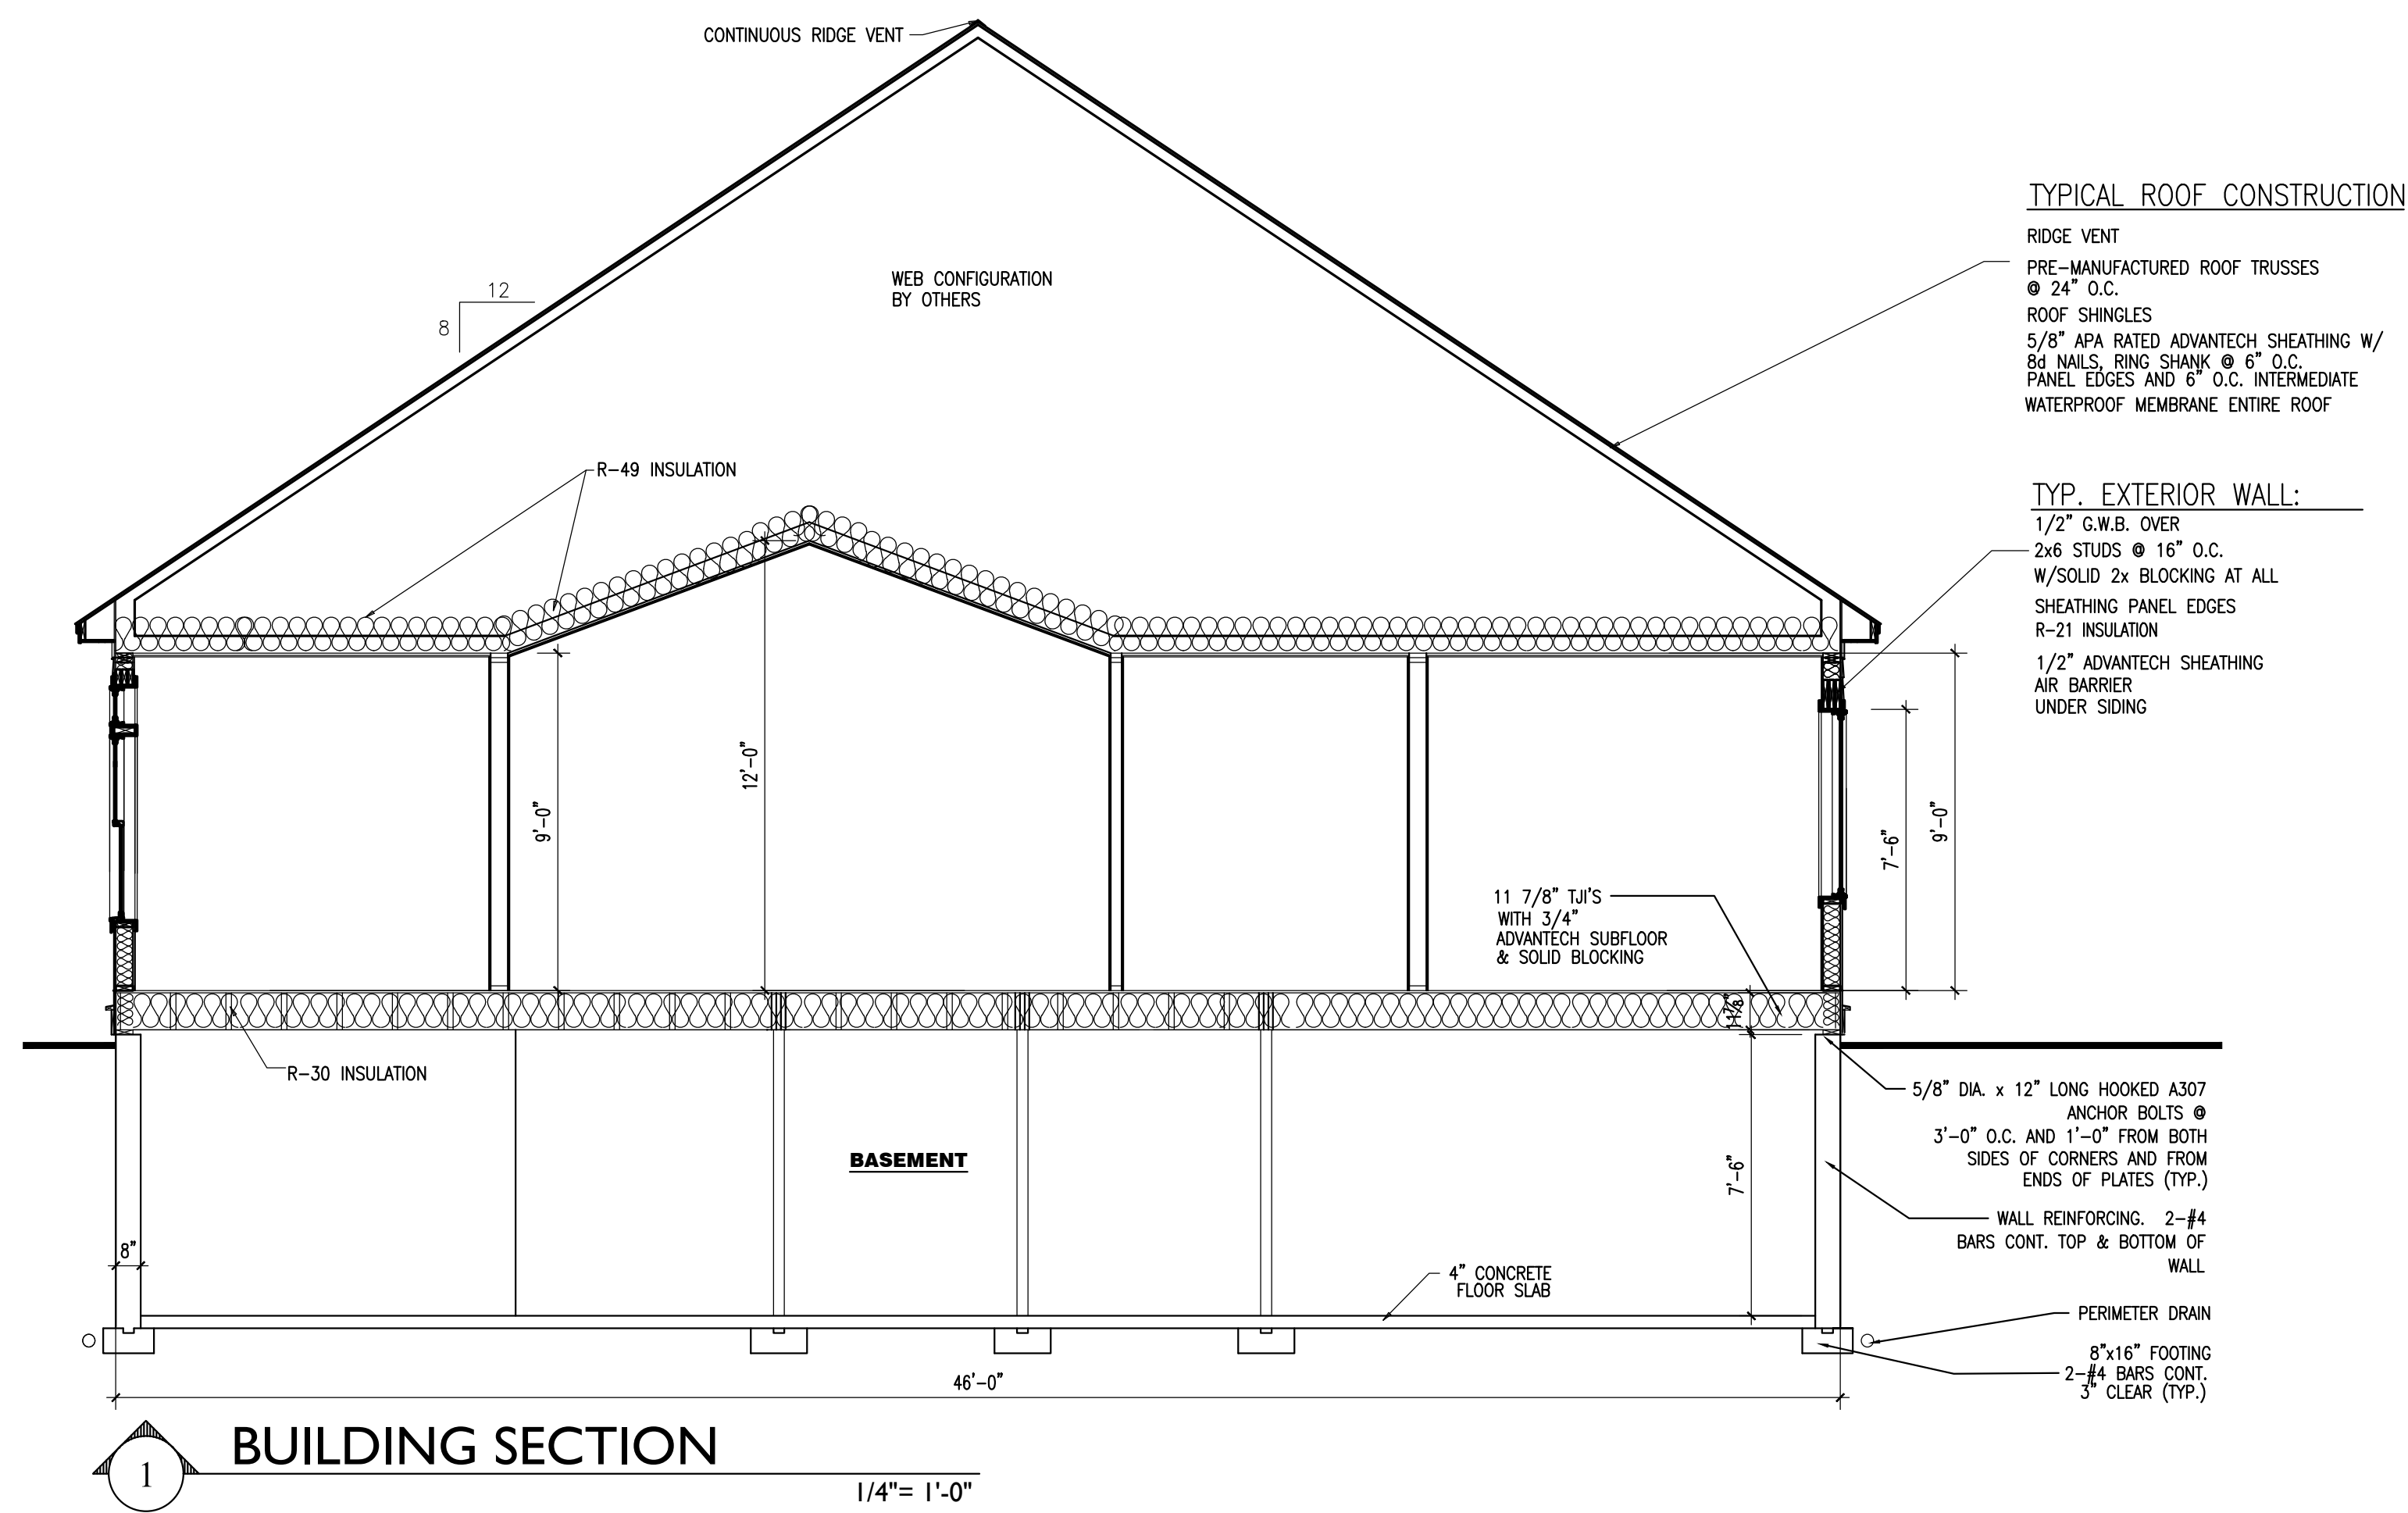 CONTINUOUS RIDGE VENT
TYPICAL ROOF CONSTRUCTION
RIDGE VENT
PRE-MANUFACTURED ROOF TRUSSES
@ 24" O.C.
ROOF SHINGLES
5/8" APA RATED ADVANTECH SHEATHING W/
8d NAILS, RING SHANK @ 6" O.C.
PANEL EDGES AND 6" O.C. INTERMEDIATE
WATERPROOF MEMBRANE ENTIRE ROOF
12
8
WEB CONFIGURATION
BY OTHERS
R-49 INSULATION
TYP. EXTERIOR WALL:
1/2" G.W.B. OVER
2x6 STUDS @ 16" O.C.
W/SOLID 2x BLOCKING AT ALL
SHEATHING PANEL EDGES
R-21 INSULATION
1/2" ADVANTECH SHEATHING
AIR BARRIER
UNDER SIDING
9'-0"
12'-0"
7'-6"
9'-0"
11 7/8" TJI'S
WITH 3/4"
ADVANTECH SUBFLOOR
& SOLID BLOCKING
11 7/8"
R-30 INSULATION
5/8" DIA. x 12" LONG HOOKED A307
ANCHOR BOLTS @
3'-0" O.C. AND 1'-0" FROM BOTH
SIDES OF CORNERS AND FROM
ENDS OF PLATES (TYP.)
BASEMENT
7'-6"
WALL REINFORCING. 2-#4
BARS CONT. TOP & BOTTOM OF
WALL
8"
4" CONCRETE
FLOOR SLAB
PERIMETER DRAIN
8"x16" FOOTING
2-#4 BARS CONT.
3" CLEAR (TYP.)
46'-0"
1
BUILDING SECTION
1/4"= 1'-0"